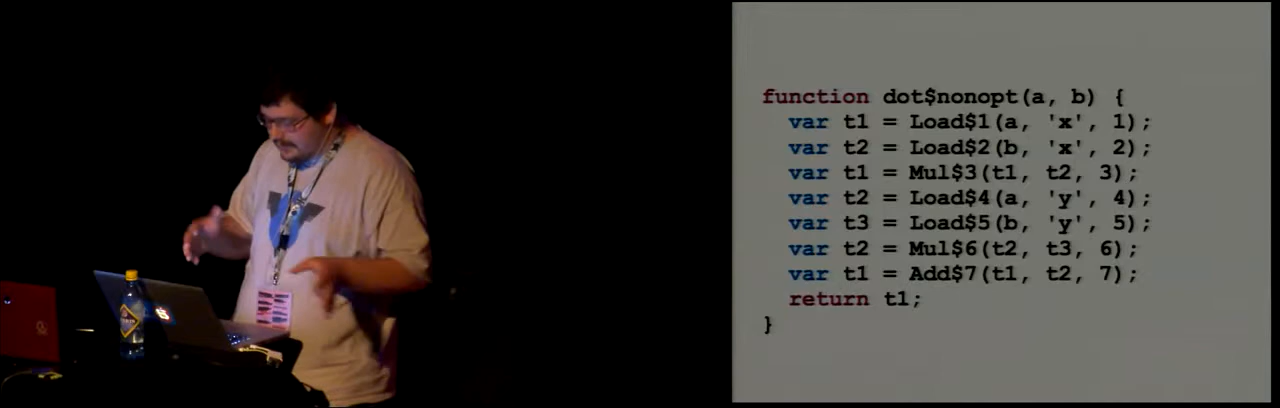 function dot$nonopt(a, b) {
  var t1 = Load$1(a, 'x', 1);
  var t2 = Load$2(b, 'x', 2);
  var t1 = Mul$3(t1, t2, 3);
  var t2 = Load$4(a, 'y', 4);
  var t3 = Load$5(b, 'y', 5);
  var t2 = Mul$6(t2, t3, 6);
  var t1 = Add$7(t1, t2, 7);
  return t1;
}